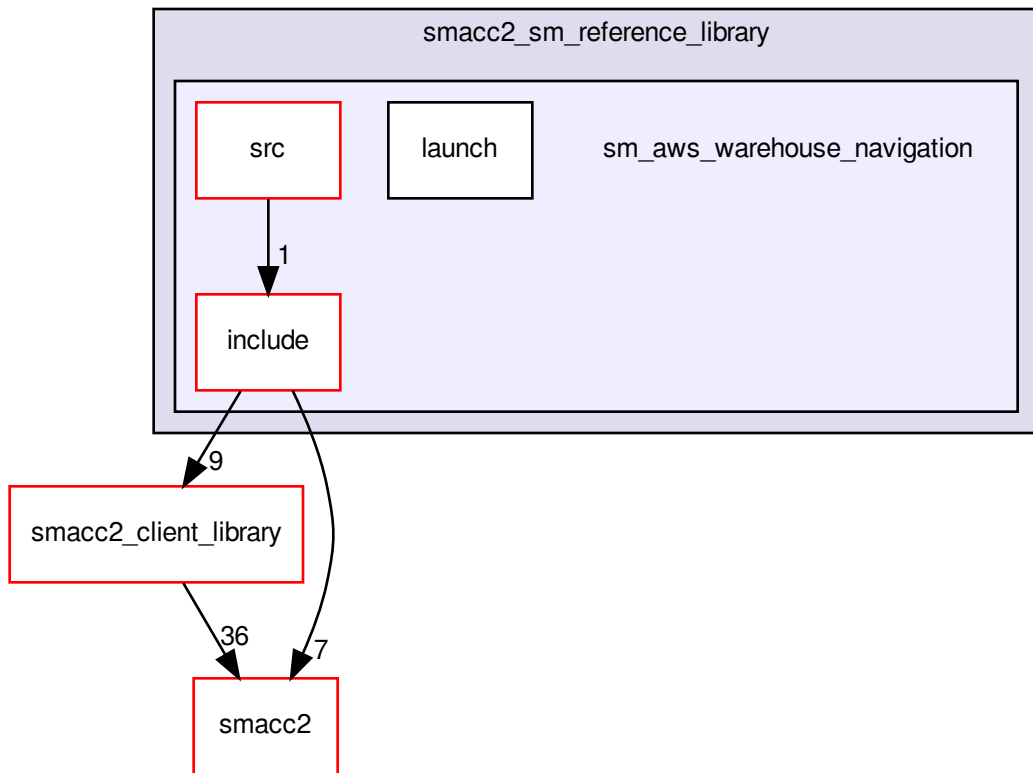 smacc2_sm_reference_library
src
launch
sm_aws_warehouse_navigation
1
include
9
smacc2_client_library
36
7
smacc2